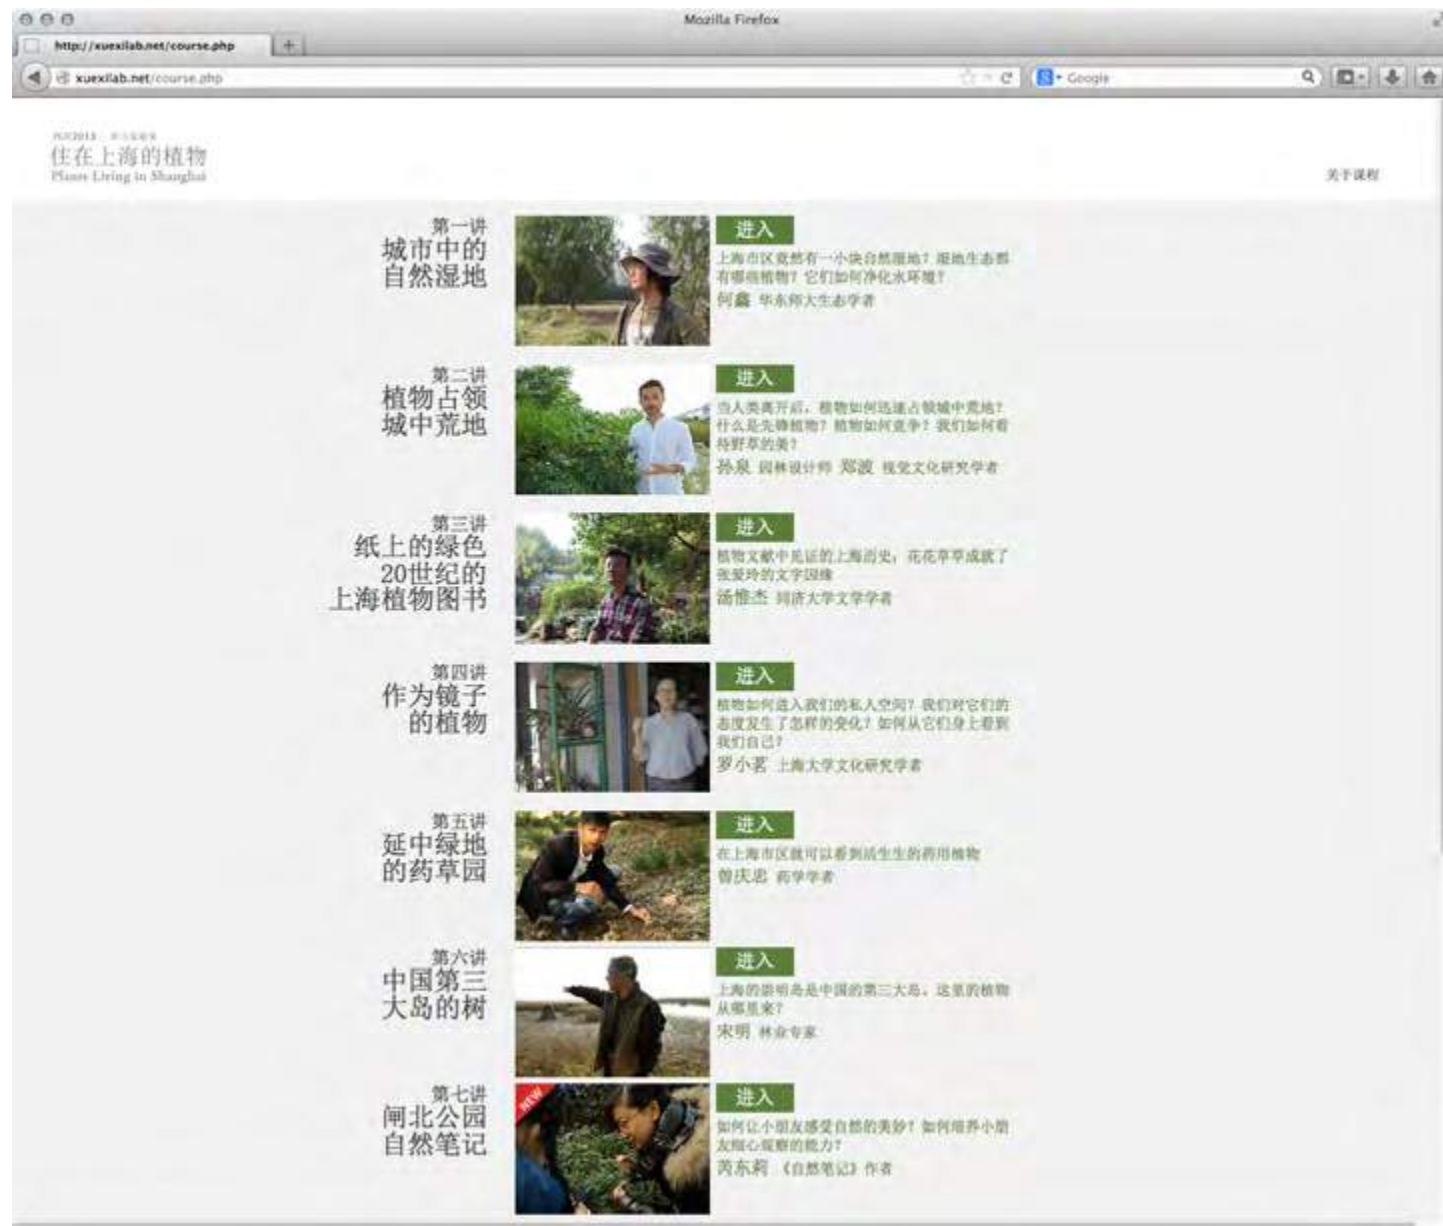 Mozilla Firefox
http://xuexilab.net/course.php
xuexilab.net/course.php
Google
住在上海的植物
Plants Living in Shanghai
关于课程
第一讲
城市中的
自然湿地
进入
上海市区竟然有一小块自然湿地?湿地生态都
有哪些植物?它们如何净化水环境?
何鑫 华东师大生态学者
第二讲
植物占领
城中荒地
进入
当人类离开后,植物如何迅速占领城中荒地?
什么是先锋植物?植物如何竞争?我们如何看
待野草的美?
孙泉 园林设计师 郑波 视觉文化研究学者
第三讲
纸上的绿色
20世纪的
上海植物图书
进入
植物文献中见证的上海历史;花花草草成就了
张爱玲的文字因缘
汤惟杰 同济大学文学学者
第四讲
作为镜子
的植物
进入
植物如何进入我们的私人空间?我们对它们的
态度发生了怎样的变化?如何从它们身上看到
我们自己?
罗小茗 上海大学文化研究学者
第五讲
延中绿地
的药草园
进入
在上海市区就可以看到活生生的药用植物
曾庆忠 药学学者
第六讲
中国第三
大岛的树
进入
上海的崇明岛是中国的第三大岛。这里的植物
从哪里来?
宋明 林业专家
第七讲
闸北公园
自然笔记
NEW
进入
如何让小朋友感受自然的美妙?如何培养小朋
友细心观察的能力?
芮东莉 《自然笔记》作者